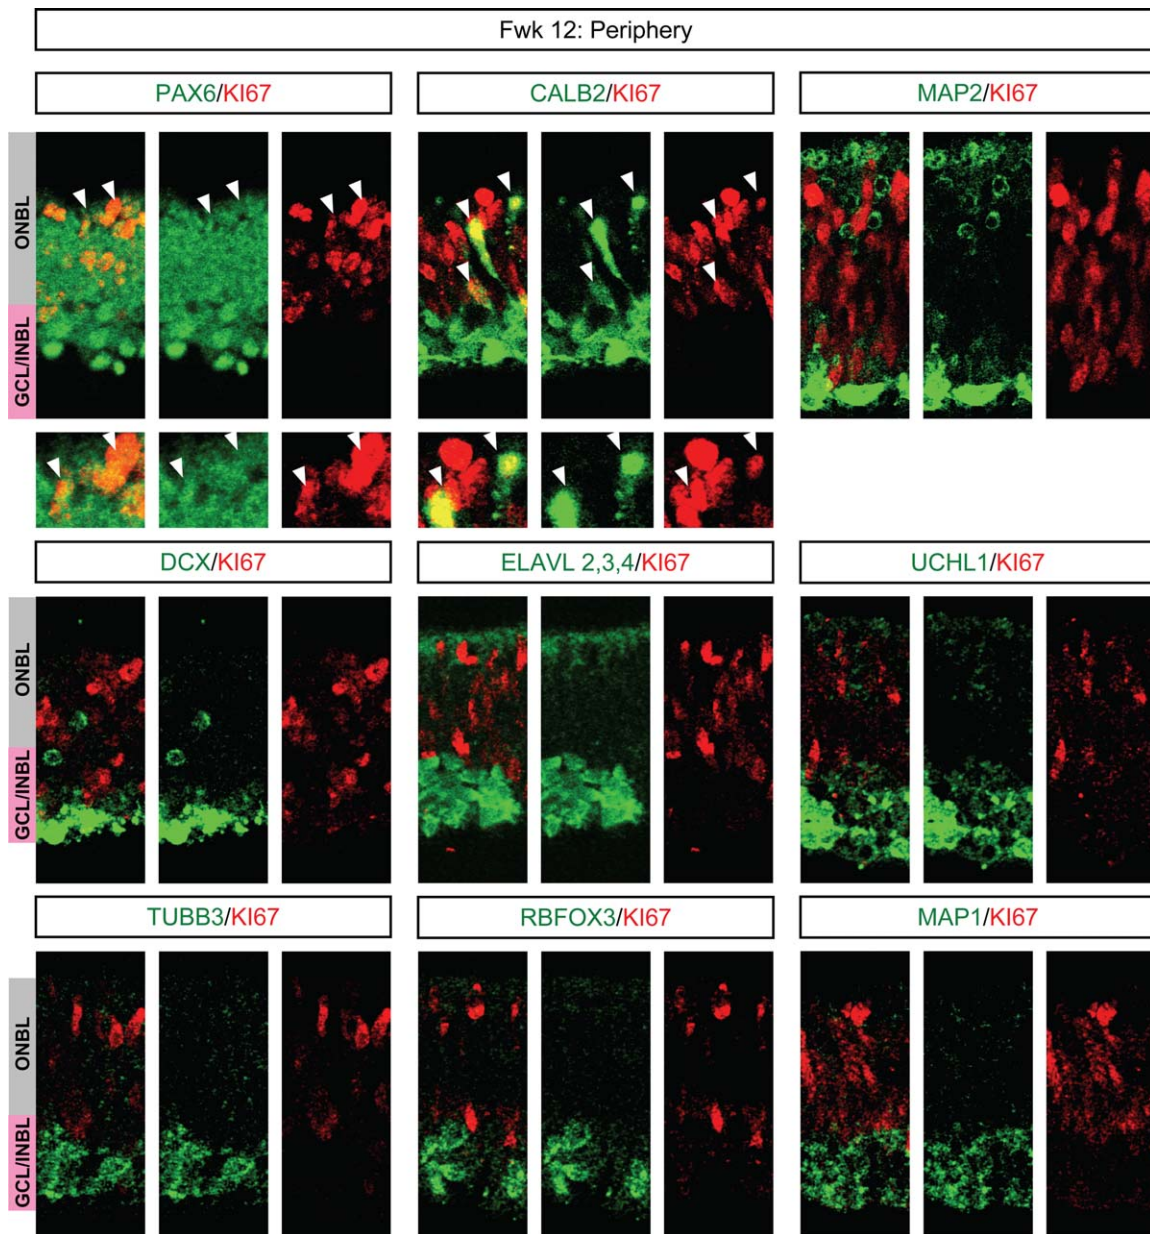 Fwk 12: Periphery
PAX6/KI67
CALB2/KI67
MAP2/KI67
ONBL
GCL/INBL
DCX/KI67
ELAVL 2,3,4/KI67
UCHL1/KI67
ONBL
GCL/INBL
TUBB3/KI67
RBFOX3/KI67
MAP1/KI67
ONBL
GCL/INBL